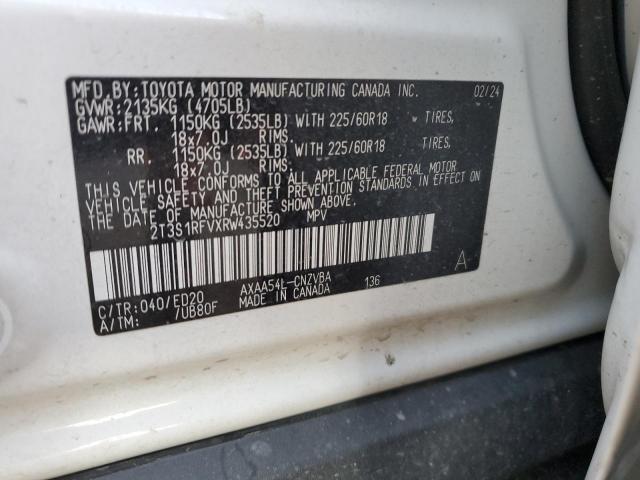 MFD.BY:TOYOTA MOTOR MANUFACTURING CANADA INC. 02/24
GVWR:2135KG (4705LB)
GAWR:FRT. 1150KG (2535LB) WITH 225/60R18 TIRES,
18x7.0J RIMS.
RR. 1150KG (2535LB) WITH 225/60R18 TIRES,
18x7.0J RIMS.
THIS VEHICLE CONFORMS TO ALL APPLICABLE FEDERAL MOTOR
VEHICLE SAFETY AND THEFT PREVENTION STANDARDS IN EFFECT
ON THE DATE OF MANUFACTURE SHOWN ABOVE.
2T3S1RFVXRW435520 MPV
C/TR:040/ED20 AXAA54L-CNZVBA 136 A
A/TM: 7UB80F MADE IN CANADA